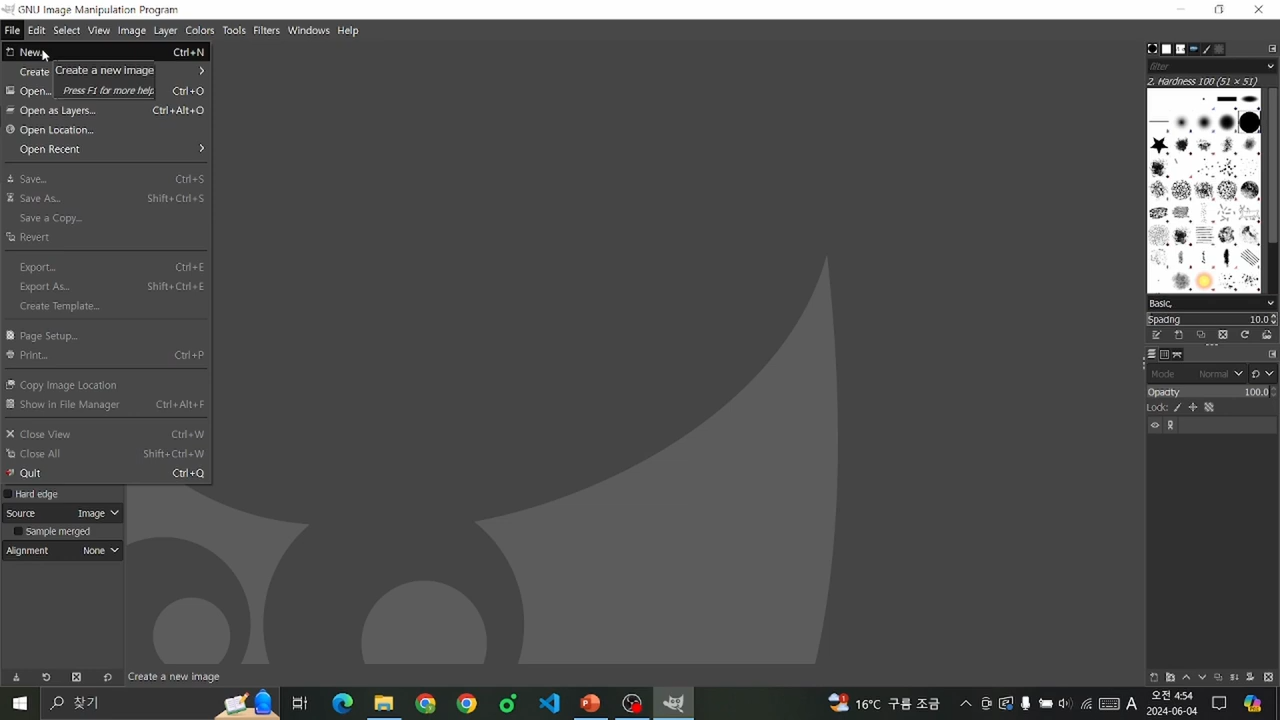 GNU Image Manipulation Program
File Edit Select View Image Layer Colors Tools Filters Windows Help
New... Ctrl+N
Create
Create a new image
Press F1 for more help
Open... Ctrl+O
Open as Layers... Ctrl+Alt+O
Open Location...
Open Recent
Save... Ctrl+S
Save As... Shift+Ctrl+S
Save a Copy...
Revert
Export... Ctrl+E
Export As... Shift+Ctrl+E
Create Template...
Page Setup...
Print... Ctrl+P
Copy Image Location
Show in File Manager Ctrl+Alt+F
Close View Ctrl+W
Close All Shift+Ctrl+W
Quit Ctrl+Q
Hard edge
Source Image
Sample merged
Alignment None
Create a new image
filter
2. Hardness 100 (51 × 51)
Basic,
Spacing 10.0
Mode Normal
Opacity 100.0
Lock:
찾기
16°C 구름 조금
A
오전 4:54
2024-06-04